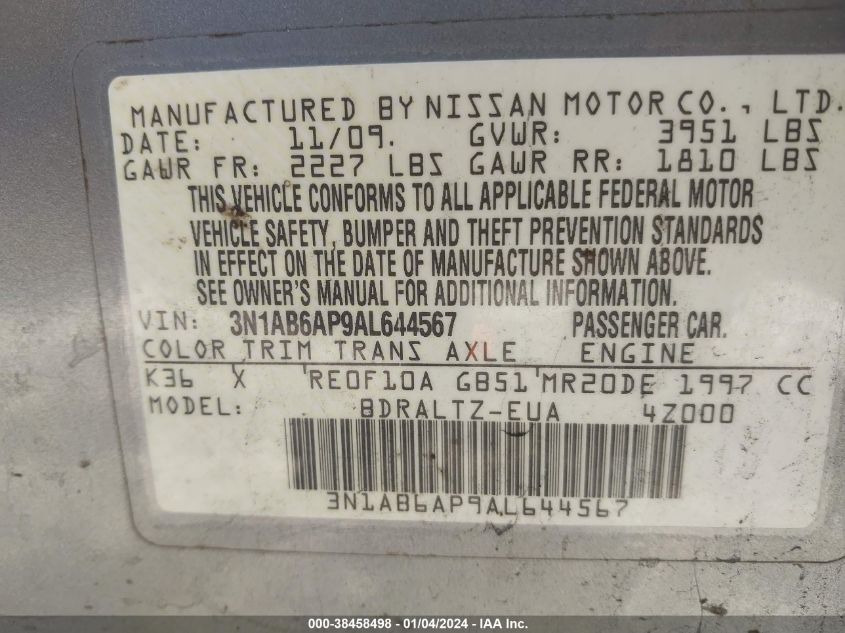 MANUFACTURED BY NISSAN MOTOR CO., LTD.
DATE: 11/09. GVWR: 3951 LBS
GAWR FR: 2227 LBS GAWR RR: 1810 LBS
THIS VEHICLE CONFORMS TO ALL APPLICABLE FEDERAL MOTOR
VEHICLE SAFETY, BUMPER AND THEFT PREVENTION STANDARDS
IN EFFECT ON THE DATE OF MANUFACTURE SHOWN ABOVE.
SEE OWNER'S MANUAL FOR ADDITIONAL INFORMATION.
VIN: 3N1AB6AP9AL644567 PASSENGER CAR.
COLOR TRIM TRANS AXLE ENGINE
K36 X RE0F10A GB51 MR20DE 1997 CC
MODEL: BDRALTZ-EUA 4Z000
3N1AB6AP9AL644567
000-38458498 - 01/04/2024 - IAA Inc.